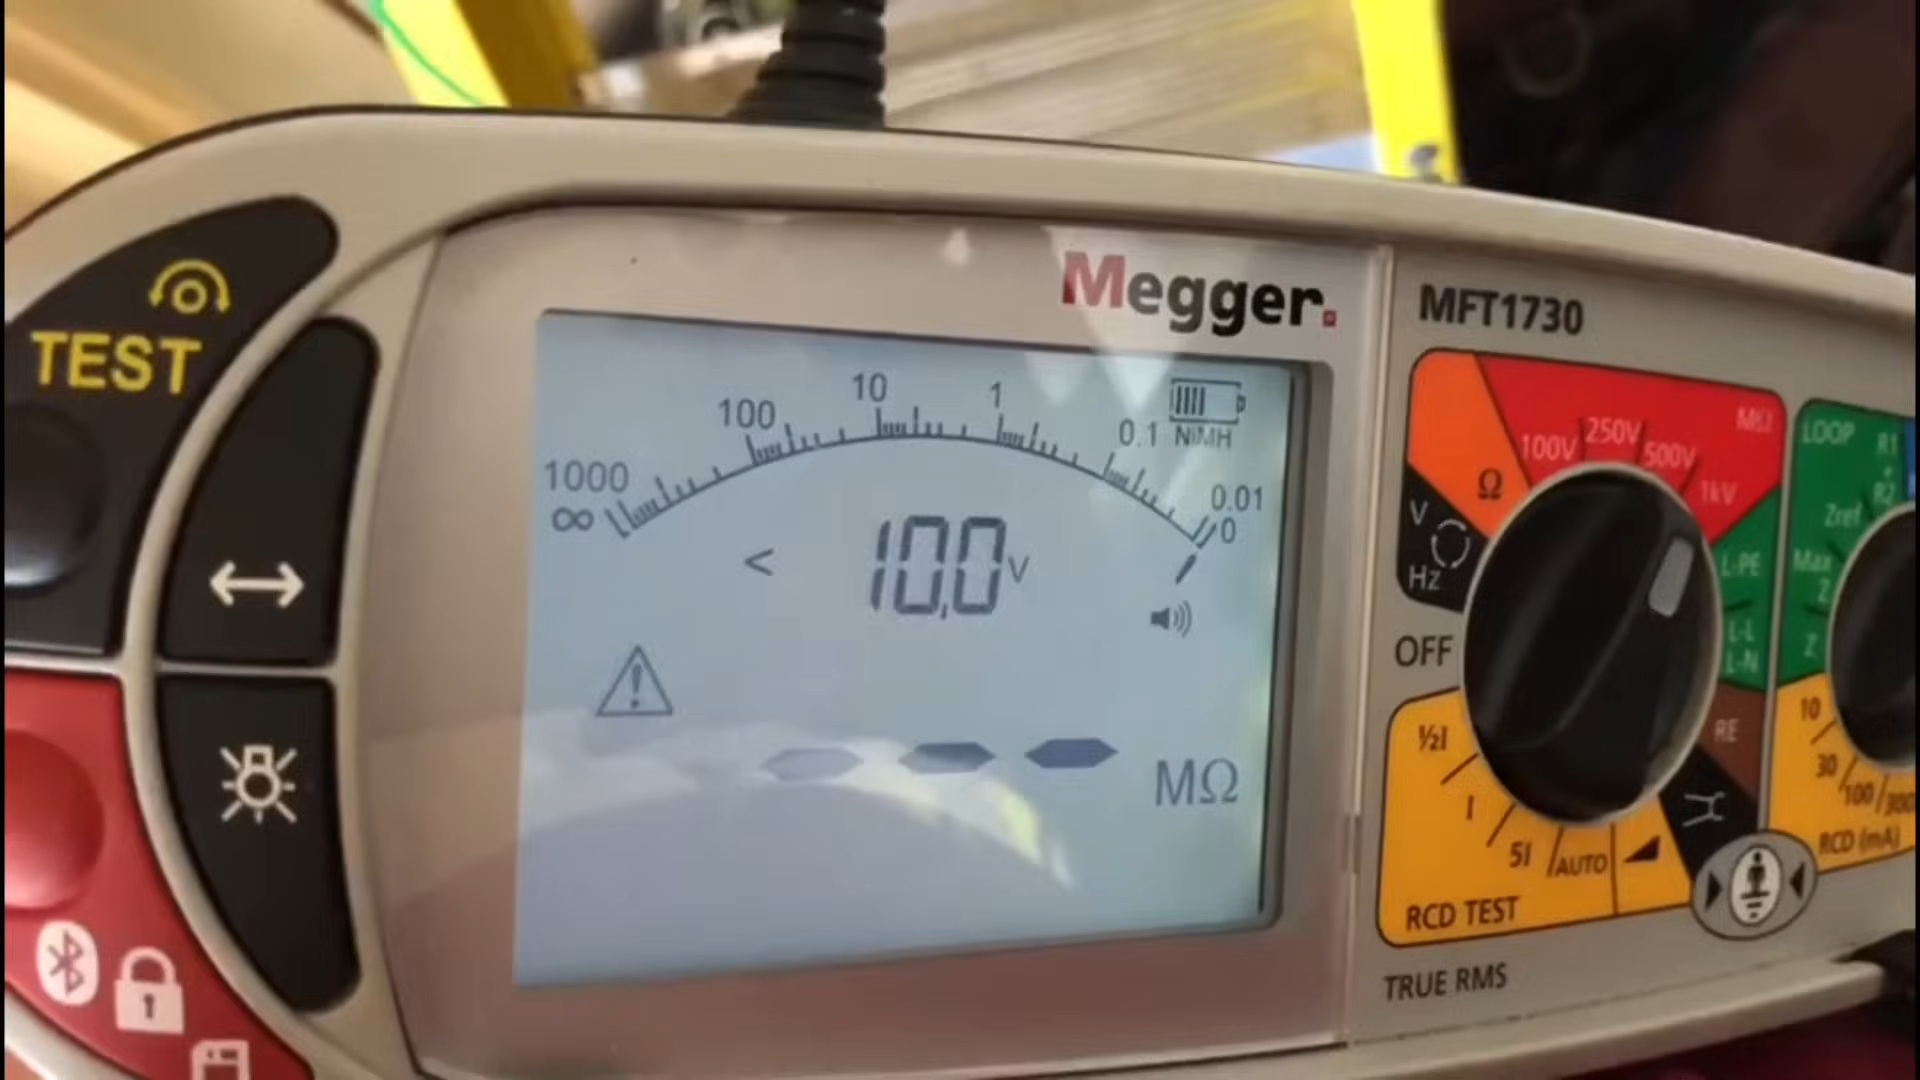 Megger.
MFT1730
TEST
1000
100
10
1
0.1
0.01
∞
0
NiMH
< 10.0 V
MΩ
Ω
100V
250V
500V
1kV
MΩ
V
Hz
OFF
L-PE
L-L
L-N
RE
½I
I
5I
AUTO
RCD TEST
TRUE RMS
LOOP
R1
+
R2
Zref
Max
Z
Z
10
30
100
300
RCD (mA)